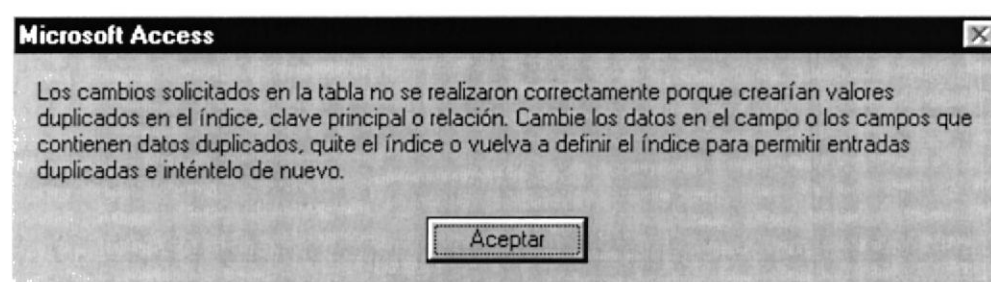 Microsoft Access
Los cambios solicitados en la tabla no se realizaron correctamente porque crearían valores
duplicados en el índice, clave principal o relación. Cambie los datos en el campo o los campos que
contienen datos duplicados, quite el índice o vuelva a definir el índice para permitir entradas
duplicadas e inténtelo de nuevo.
Aceptar